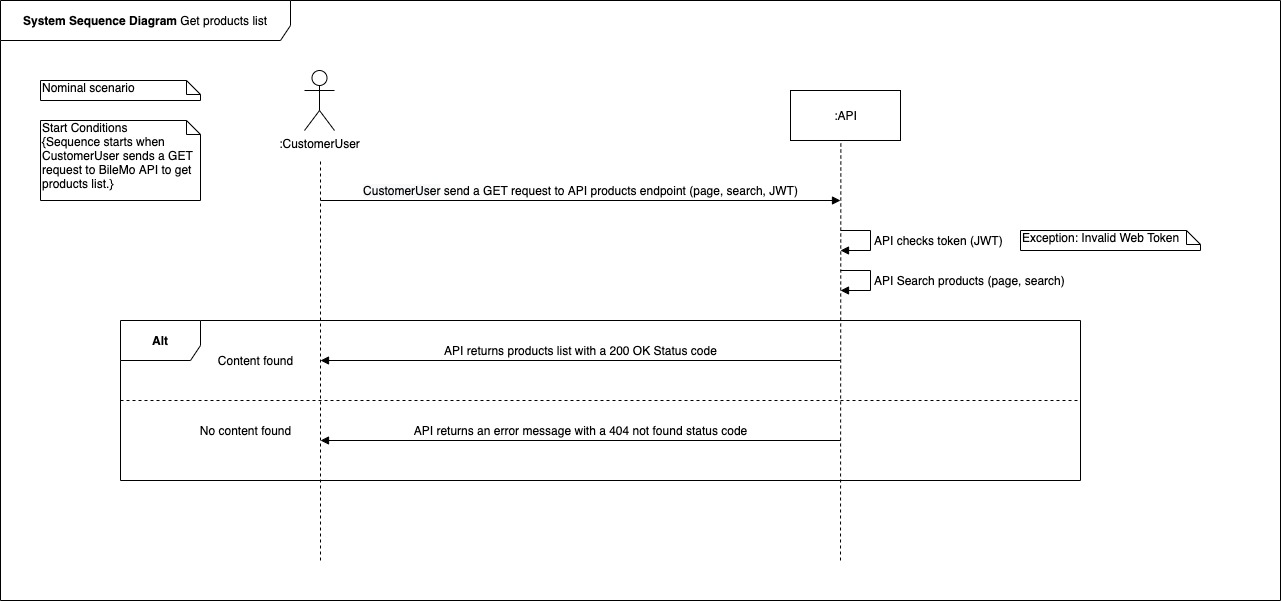 System Sequence Diagram Get products list
Nominal scenario
Start Conditions
{Sequence starts when
CustomerUser sends a GET
request to BileMo API to get
products list.}
:CustomerUser
:API
CustomerUser send a GET request to API products endpoint (page, search, JWT)
API checks token (JWT)
Exception: Invalid Web Token
API Search products (page, search)
Alt
Content found
API returns products list with a 200 OK Status code
No content found
API returns an error message with a 404 not found status code